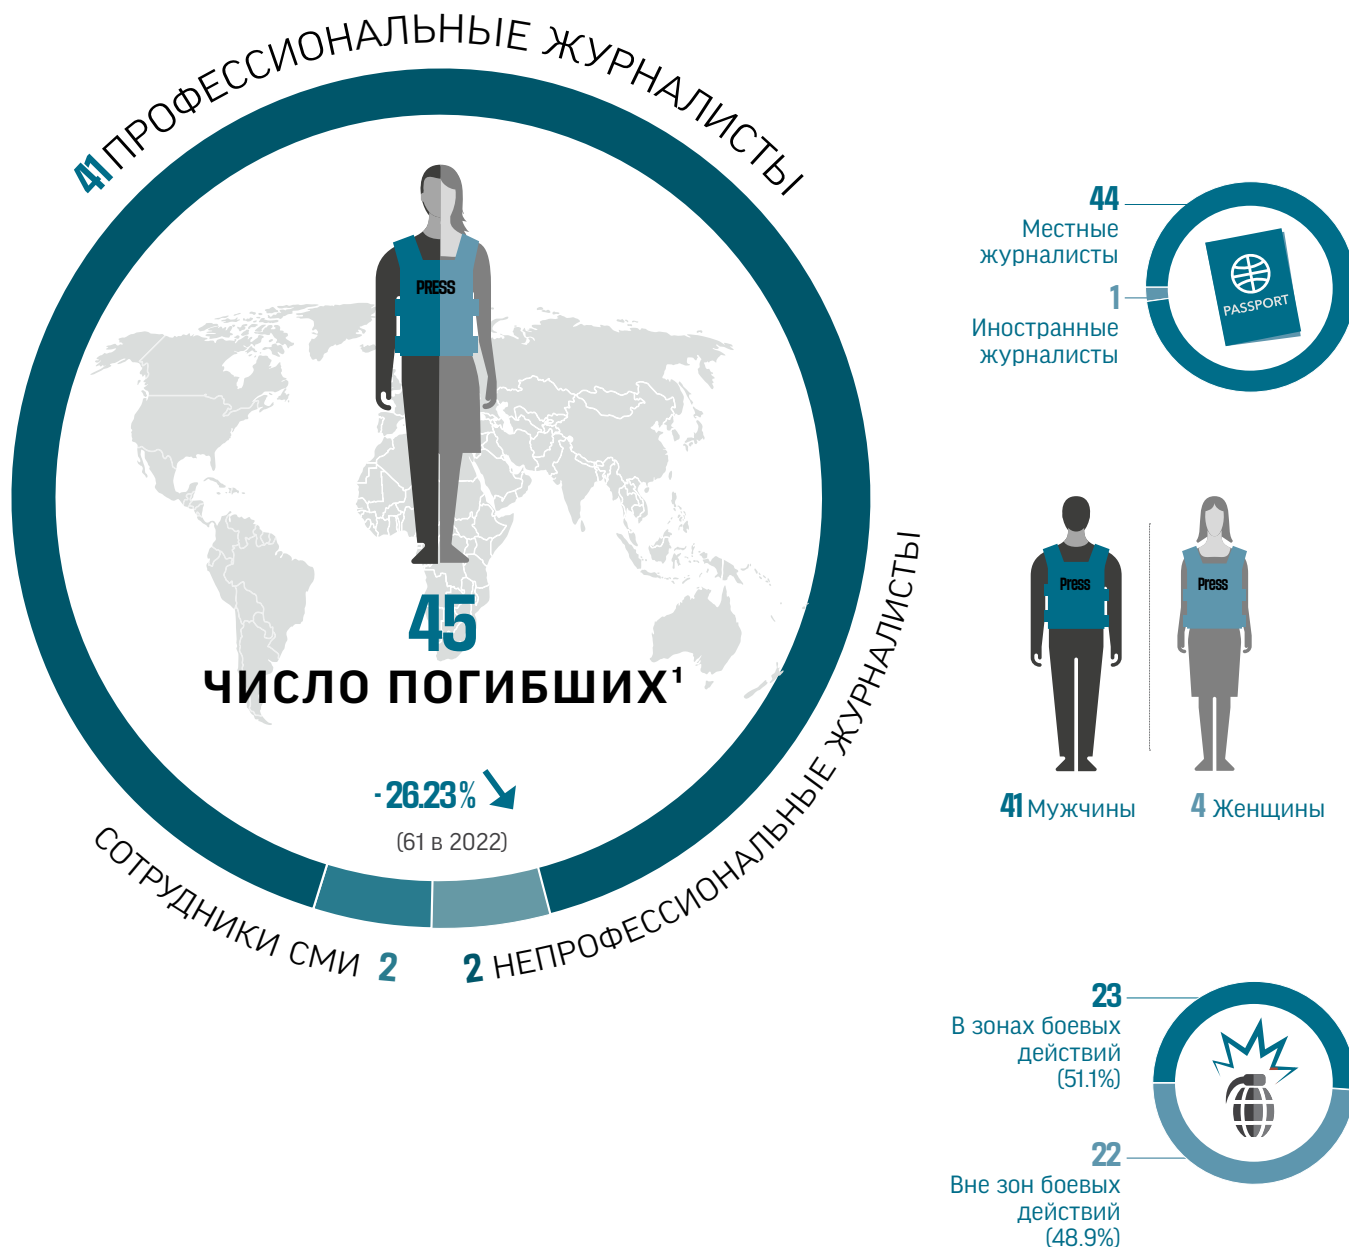 41 ПРОФЕССИОНАЛЬНЫЕ ЖУРНАЛИСТЫ
PRESS
45
ЧИСЛО ПОГИБШИХ¹
- 26.23 %
(61 в 2022)
СОТРУДНИКИ СМИ 2
2 НЕПРОФЕССИОНАЛЬНЫЕ ЖУРНАЛИСТЫ
44
Местные
журналисты
1
Иностранные
журналисты
PASSPORT
Press
Press
41 Мужчины
4 Женщины
23
В зонах боевых
действий
(51.1%)
22
Вне зон боевых
действий
(48.9%)